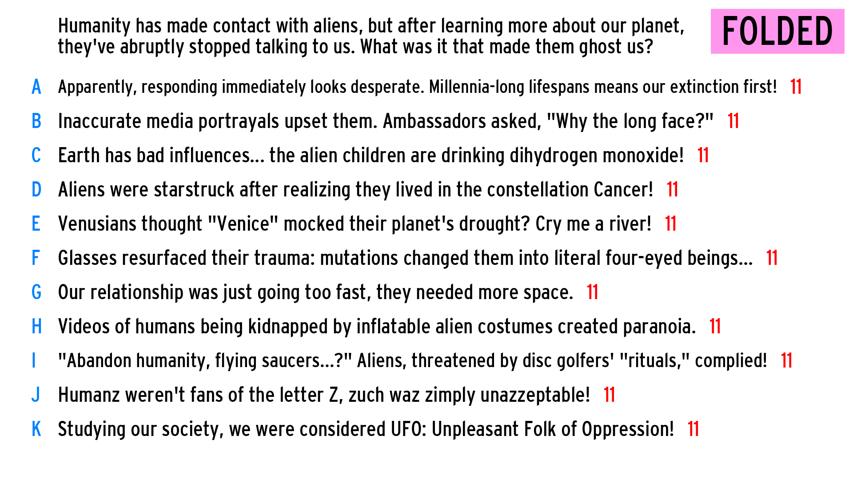 Humanity has made contact with aliens, but after learning more about our planet,
they've abruptly stopped talking to us. What was it that made them ghost us?
FOLDED
A Apparently, responding immediately looks desperate. Millennia-long lifespans means our extinction first! 11
B Inaccurate media portrayals upset them. Ambassadors asked, "Why the long face?" 11
C Earth has bad influences... the alien children are drinking dihydrogen monoxide! 11
D Aliens were starstruck after realizing they lived in the constellation Cancer! 11
E Venusians thought "Venice" mocked their planet's drought? Cry me a river! 11
F Glasses resurfaced their trauma: mutations changed them into literal four-eyed beings... 11
G Our relationship was just going too fast, they needed more space. 11
H Videos of humans being kidnapped by inflatable alien costumes created paranoia. 11
I "Abandon humanity, flying saucers...?" Aliens, threatened by disc golfers' "rituals," complied! 11
J Humanz weren't fans of the letter Z, zuch waz zimply unazzeptable! 11
K Studying our society, we were considered UFO: Unpleasant Folk of Oppression! 11